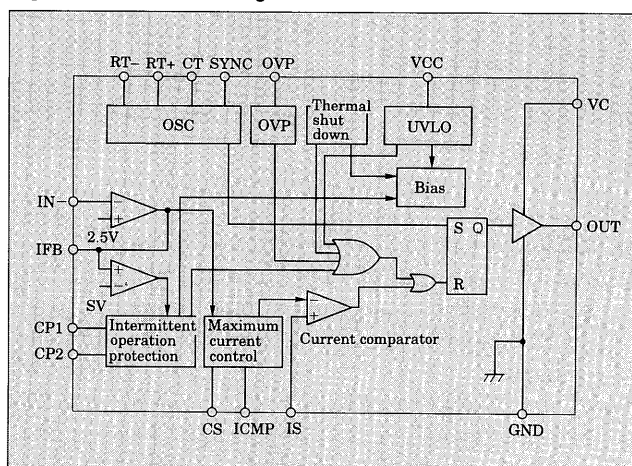 RT− RT+ CT SYNC OVP VCC
VC
OSC
OVP
Thermal
shut
down
UVLO
Bias
IN−
−
+
2.5V
IFB
+
−
SV
S Q
R
OUT
CP1
CP2
Intermittent
operation
protection
Maximum
current
control
−
+
Current comparator
CS ICMP IS
GND